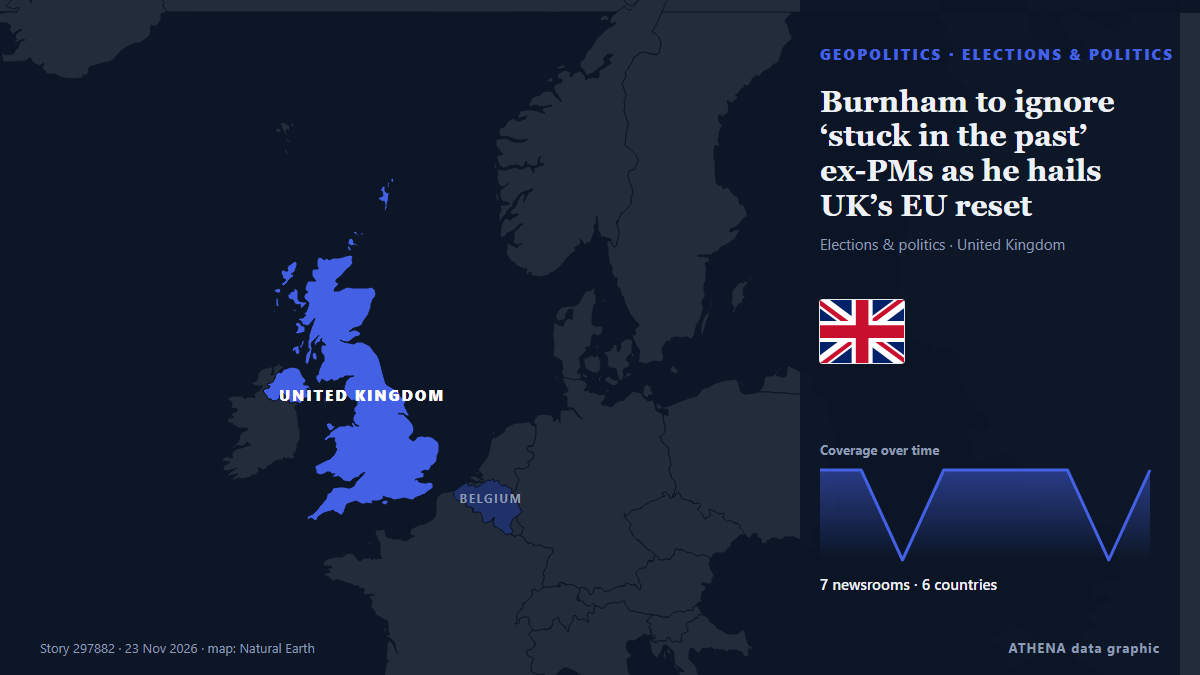 GEOPOLITICS · ELECTIONS & POLITICS
Burnham to ignore
‘stuck in the past’
ex-PMs as he hails
UK’s EU reset
Elections & politics · United Kingdom
UNITED KINGDOM
BELGIUM
Coverage over time
7 newsrooms · 6 countries
Story 297882 · 23 Nov 2026 · map: Natural Earth
ATHENA data graphic